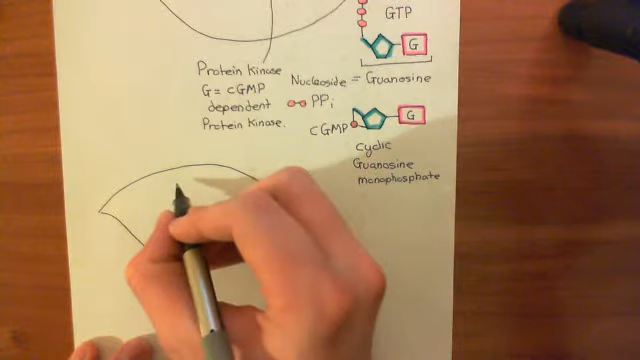 GTP
G
Protein Kinase
G = cGMP
dependent
Protein Kinase.
Nucleoside = Guanosine
PPi
G
cGMP
cyclic
Guanosine
monophosphate